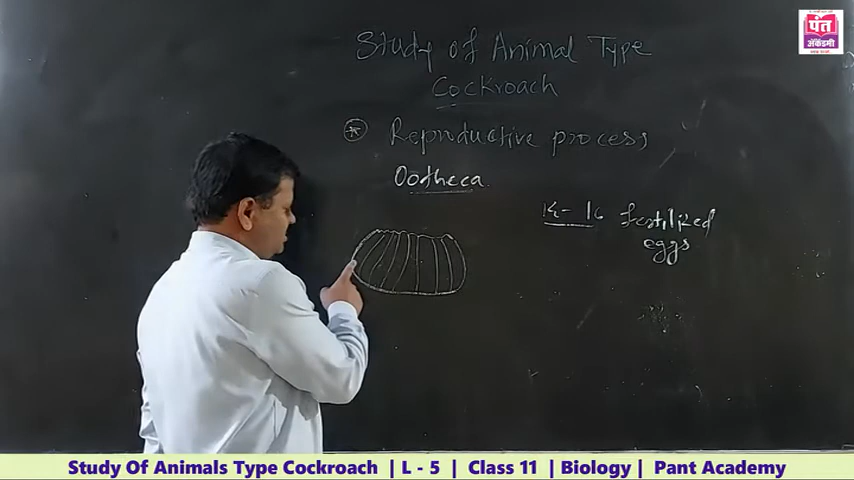 पंत
अकॅडमी
Study of Animal Type
Cockroach
* Reproductive process
Ootheca
14-16 fertilized
eggs
Study Of Animals Type Cockroach | L - 5 | Class 11 | Biology | Pant Academy